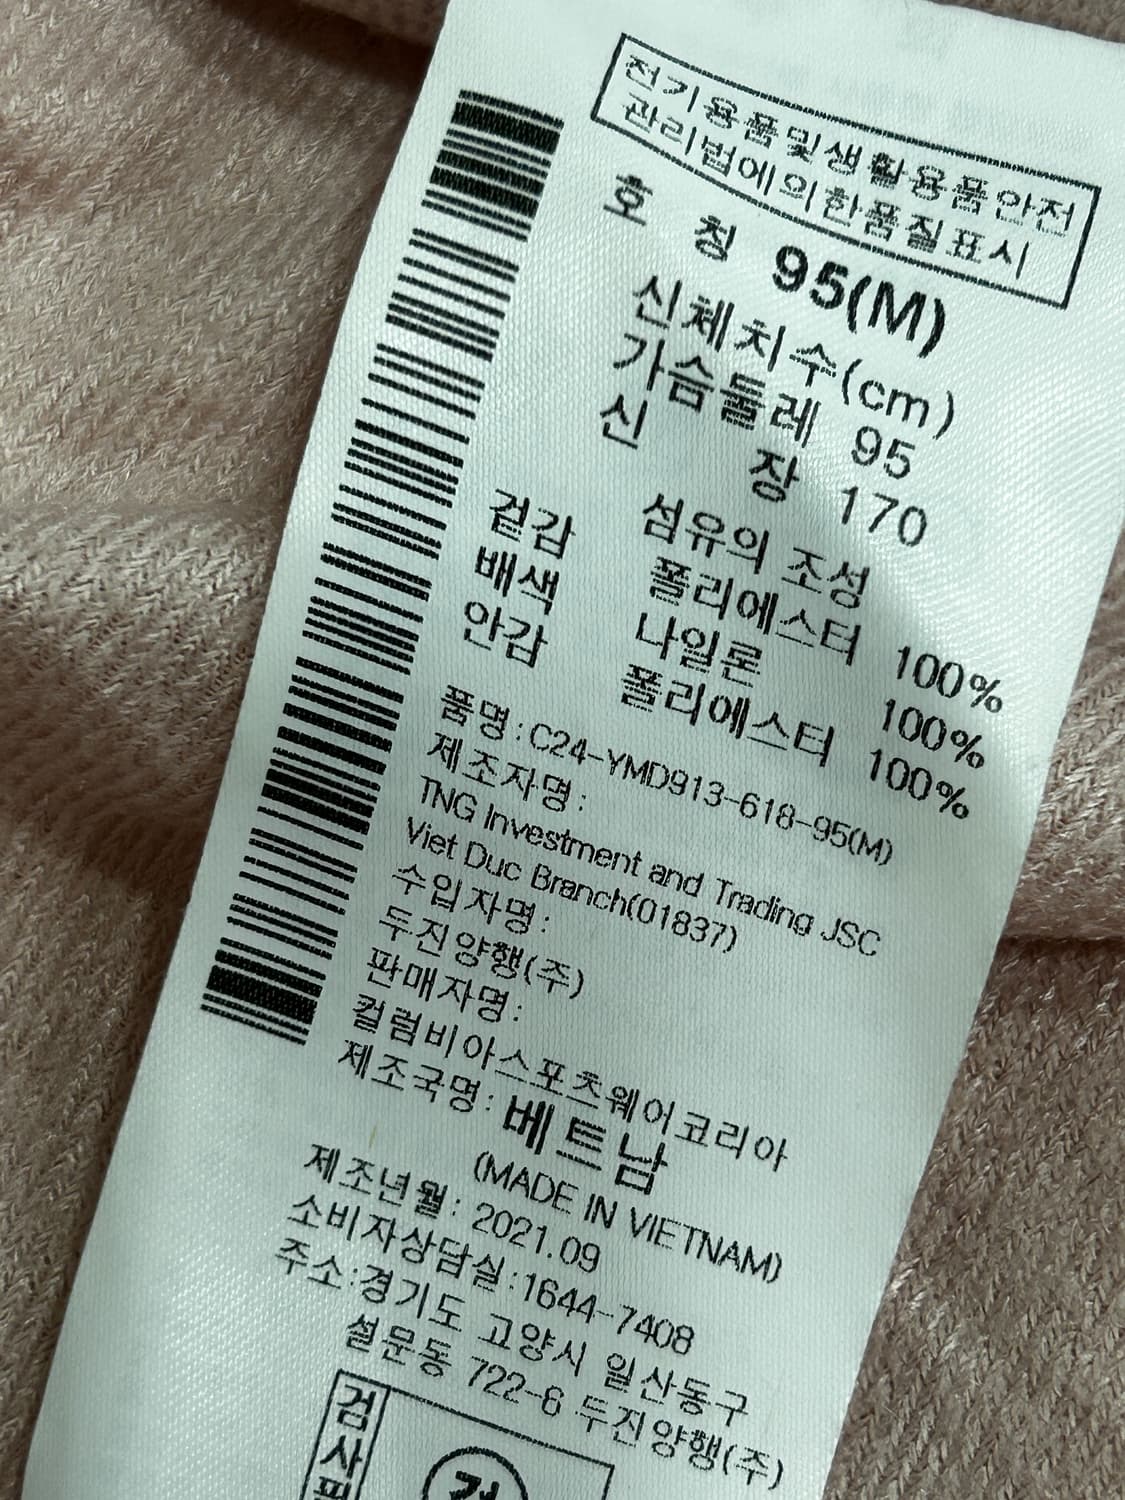 전기용품및생활용품안전
관리법에의한품질표시
호 칭 95(M)
신체치수(cm)
가슴둘레 95
신 장 170
섬유의 조성
겉감 폴리에스터 100%
배색 나일론 100%
안감 폴리에스터 100%
품명:C24-YMD913-618-95(M)
제조자명:
TNG Investment and Trading JSC
Viet Duc Branch(01837)
수입자명:
두진양행(주)
판매자명:
컬럼비아스포츠웨어코리아
제조국명: 베트남
(MADE IN VIETNAM)
제조년월: 2021.09
소비자상담실:1644-7408
주소:경기도 고양시 일산동구
설문동 722-6 두진양행(주)
검사필
검